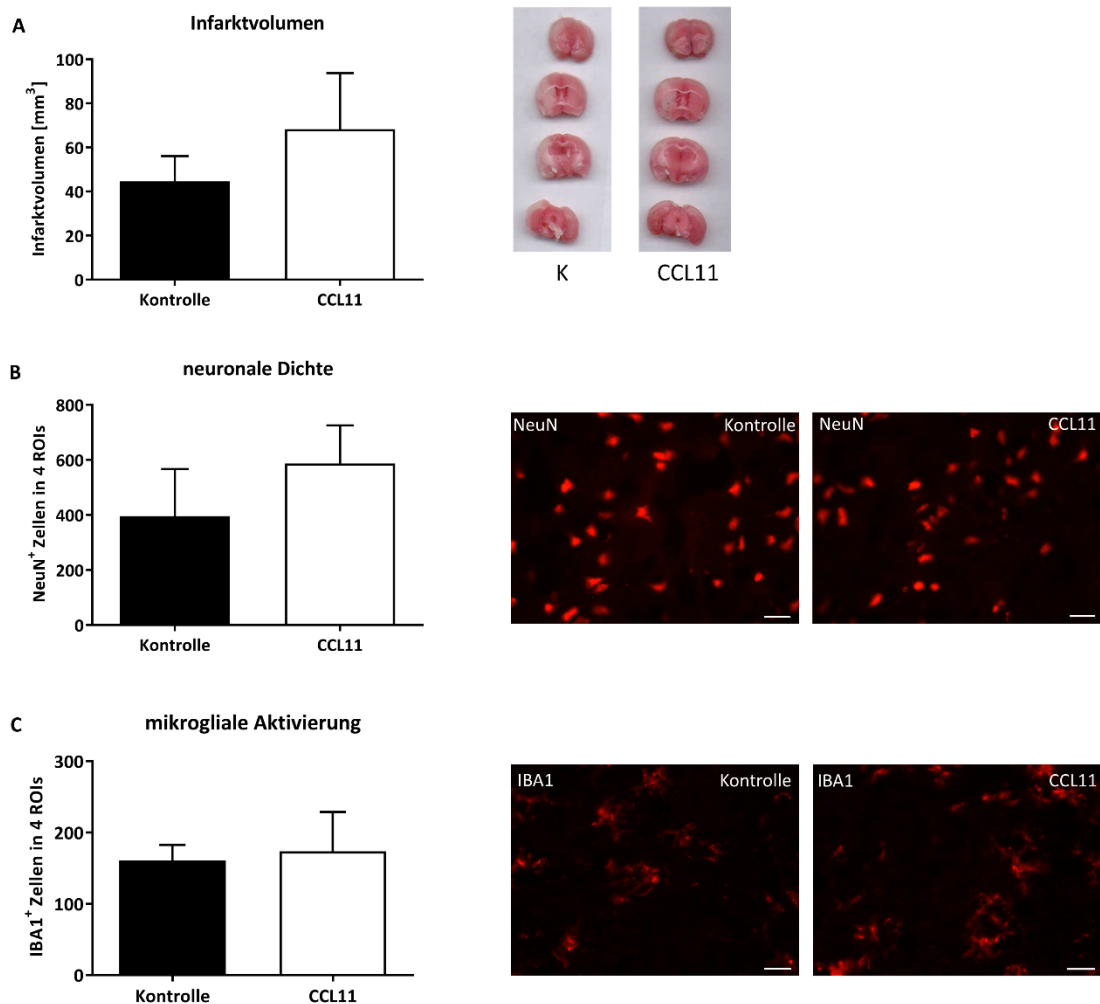 A
Infarktvolumen
Infarktvolumen [mm³]
100
80
60
40
20
0
Kontrolle
CCL11
K
CCL11
B
neuronale Dichte
NeuN⁺ Zellen in 4 ROIs
800
600
400
200
0
Kontrolle
CCL11
NeuN
Kontrolle
NeuN
CCL11
C
mikrogliale Aktivierung
IBA1⁺ Zellen in 4 ROIs
300
200
100
0
Kontrolle
CCL11
IBA1
Kontrolle
IBA1
CCL11